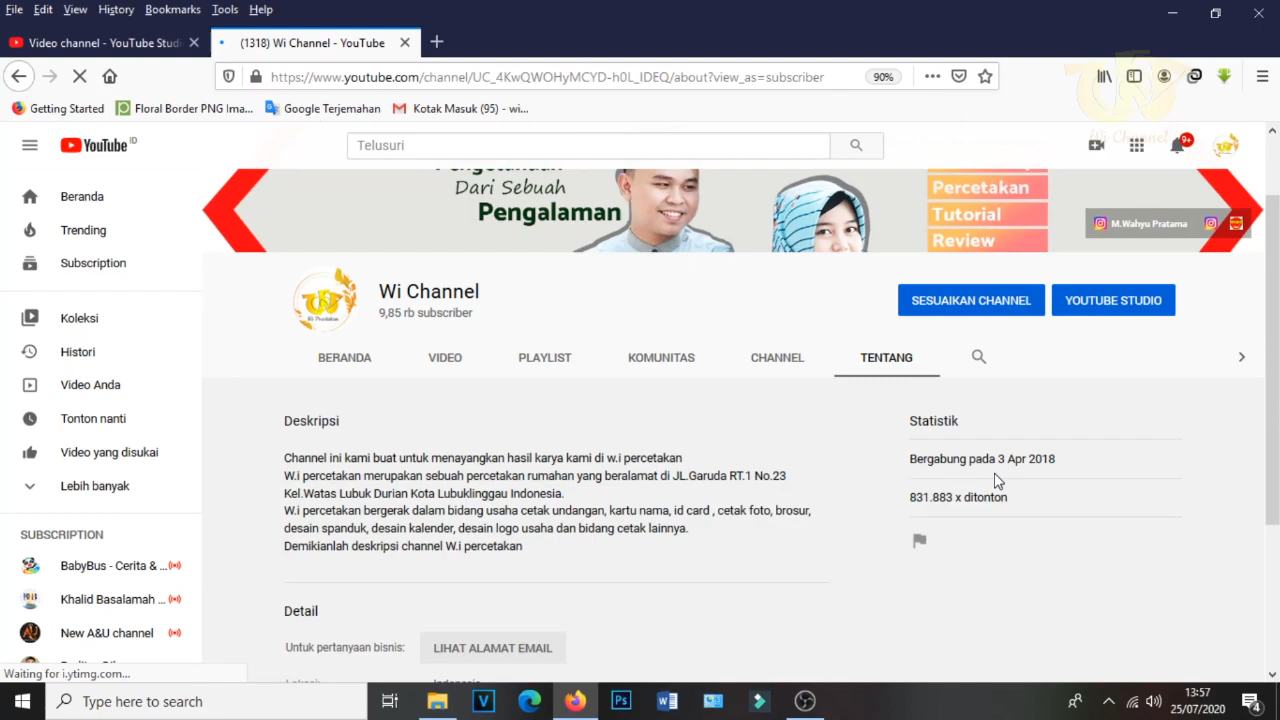 File Edit View History Bookmarks Tools Help
Video channel - YouTube Studi
(1318) Wi Channel - YouTube
https://www.youtube.com/channel/UC_4KwQWOHyMCYD-h0L_IDEQ/about?view_as=subscriber
90%
Getting Started
Floral Border PNG Ima...
Google Terjemahan
Kotak Masuk (95) - wi...
Wi Channel
YouTube ID
Telusuri
9+
Dari Sebuah
Pengalaman
Percetakan
Tutorial
Review
M.Wahyu Pratama
Beranda
Trending
Subscription
Koleksi
Histori
Video Anda
Tonton nanti
Video yang disukai
Lebih banyak
SUBSCRIPTION
BabyBus - Cerita & ...
Khalid Basalamah ...
New A&U channel
Wi Channel
9,85 rb subscriber
SESUAIKAN CHANNEL
YOUTUBE STUDIO
BERANDA
VIDEO
PLAYLIST
KOMUNITAS
CHANNEL
TENTANG
Deskripsi
Channel ini kami buat untuk menayangkan hasil karya kami di w.i percetakan
W.i percetakan merupakan sebuah percetakan rumahan yang beralamat di JL.Garuda RT.1 No.23
Kel.Watas Lubuk Durian Kota Lubuklinggau Indonesia.
W.i percetakan bergerak dalam bidang usaha cetak undangan, kartu nama, id card , cetak foto, brosur,
desain spanduk, desain kalender, desain logo usaha dan bidang cetak lainnya.
Demikianlah deskripsi channel W.i percetakan
Statistik
Bergabung pada 3 Apr 2018
831.883 x ditonton
Detail
Untuk pertanyaan bisnis:
LIHAT ALAMAT EMAIL
Waiting for i.ytimg.com...
Type here to search
13:57
25/07/2020
4